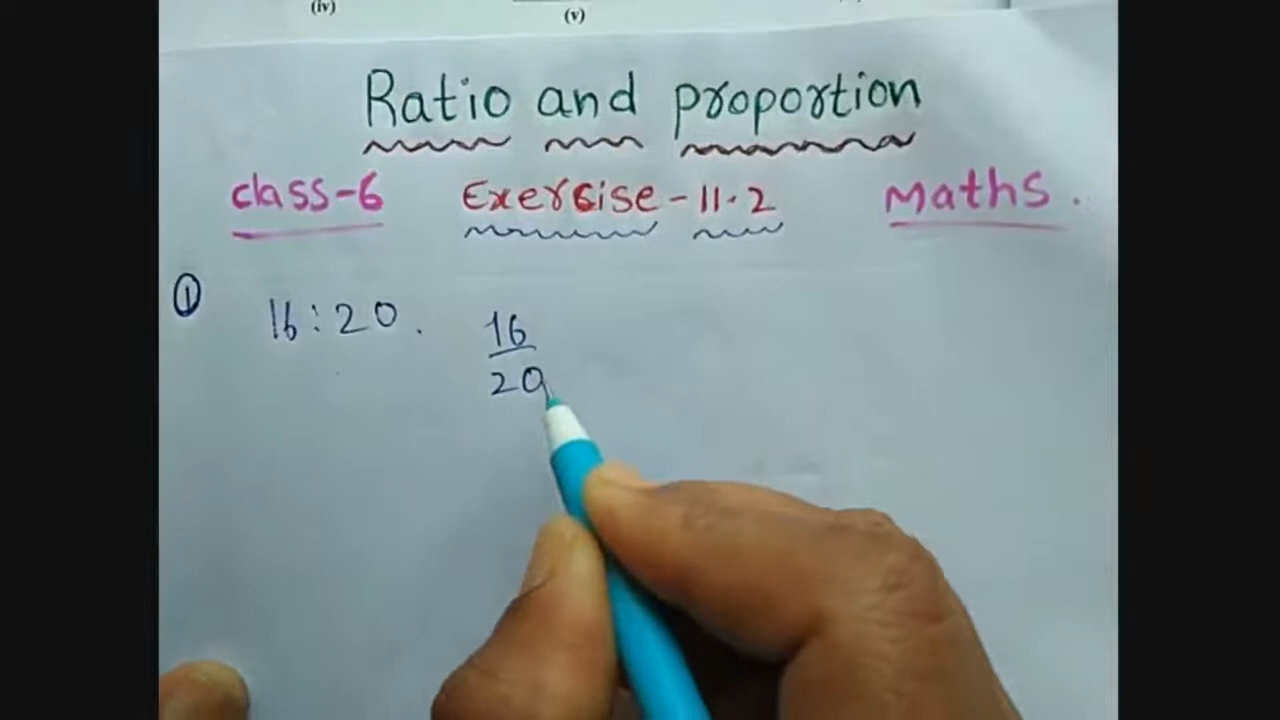 (iv)
(v)
Ratio and proportion
class-6 Exercise-11.2 Maths.
① 16:20. 16
20